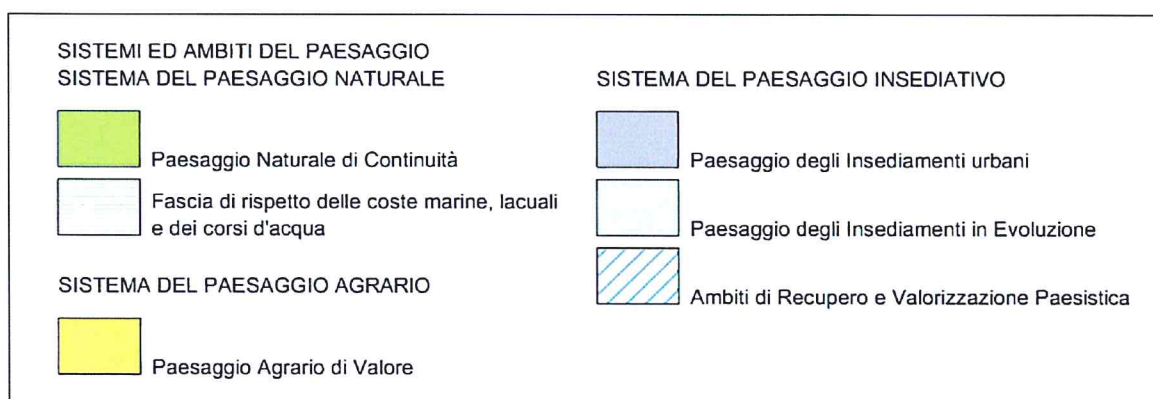 SISTEMI ED AMBITI DEL PAESAGGIO
SISTEMA DEL PAESAGGIO NATURALE
Paesaggio Naturale di Continuità
Fascia di rispetto delle coste marine, lacuali
e dei corsi d'acqua
SISTEMA DEL PAESAGGIO AGRARIO
Paesaggio Agrario di Valore
SISTEMA DEL PAESAGGIO INSEDIATIVO
Paesaggio degli Insediamenti urbani
Paesaggio degli Insediamenti in Evoluzione
Ambiti di Recupero e Valorizzazione Paesistica